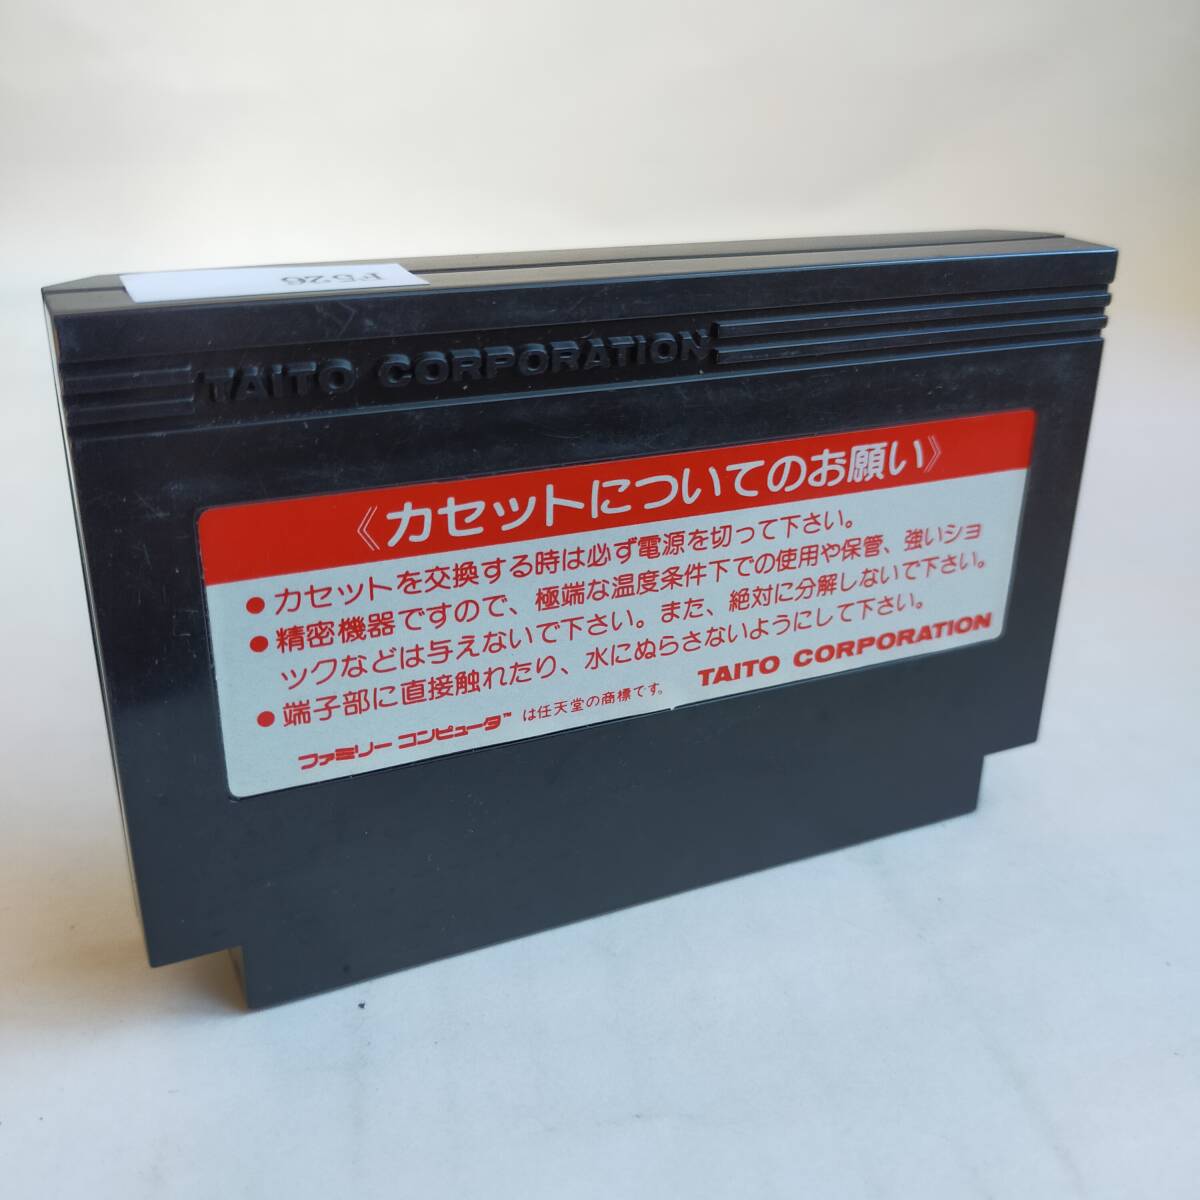 F526
TAITO CORPORATION
《カセットについてのお願い》
● カセットを交換する時は必ず電源を切って下さい。
● 精密機器ですので、極端な温度条件下での使用や保管、強いショ
ックなどは与えないで下さい。また、絶対に分解しないで下さい。
● 端子部に直接触れたり、水にぬらさないようにして下さい。
ファミリー コンピュータ™ は任天堂の商標です。
TAITO CORPORATION